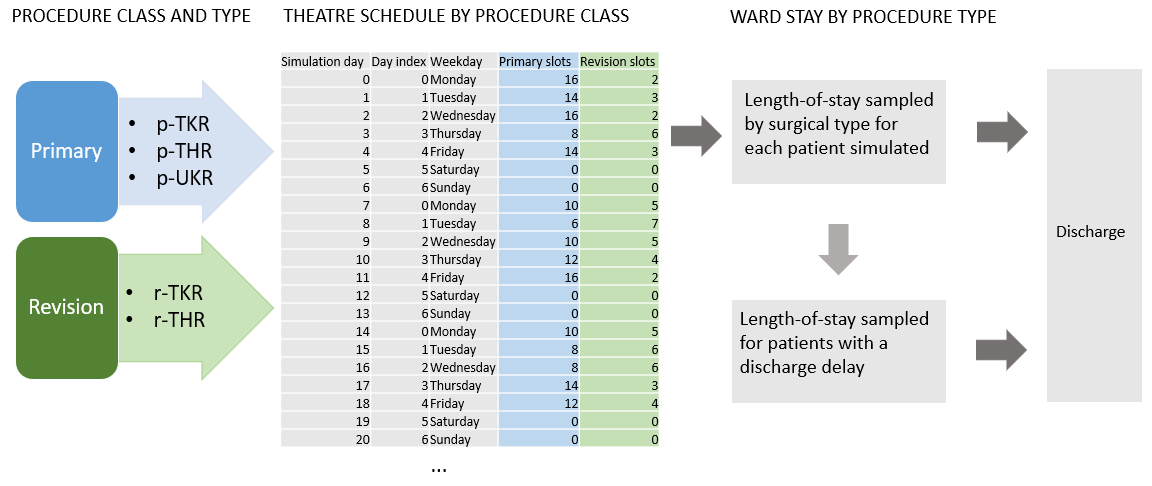 PROCEDURE CLASS AND TYPE
THEATRE SCHEDULE BY PROCEDURE CLASS
WARD STAY BY PROCEDURE TYPE
Primary
• p-TKR
• p-THR
• p-UKR
Revision
• r-TKR
• r-THR
Simulation day Day index Weekday Primary slots Revision slots
0 0 Monday 16 2
1 1 Tuesday 14 3
2 2 Wednesday 16 2
3 3 Thursday 8 6
4 4 Friday 14 3
5 5 Saturday 0 0
6 6 Sunday 0 0
7 0 Monday 10 5
8 1 Tuesday 6 7
9 2 Wednesday 10 5
10 3 Thursday 12 4
11 4 Friday 16 2
12 5 Saturday 0 0
13 6 Sunday 0 0
14 0 Monday 10 5
15 1 Tuesday 8 6
16 2 Wednesday 8 6
17 3 Thursday 14 3
18 4 Friday 12 4
19 5 Saturday 0 0
20 6 Sunday 0 0
...
Length-of-stay sampled
by surgical type for
each patient simulated
Length-of-stay sampled
for patients with a
discharge delay
Discharge